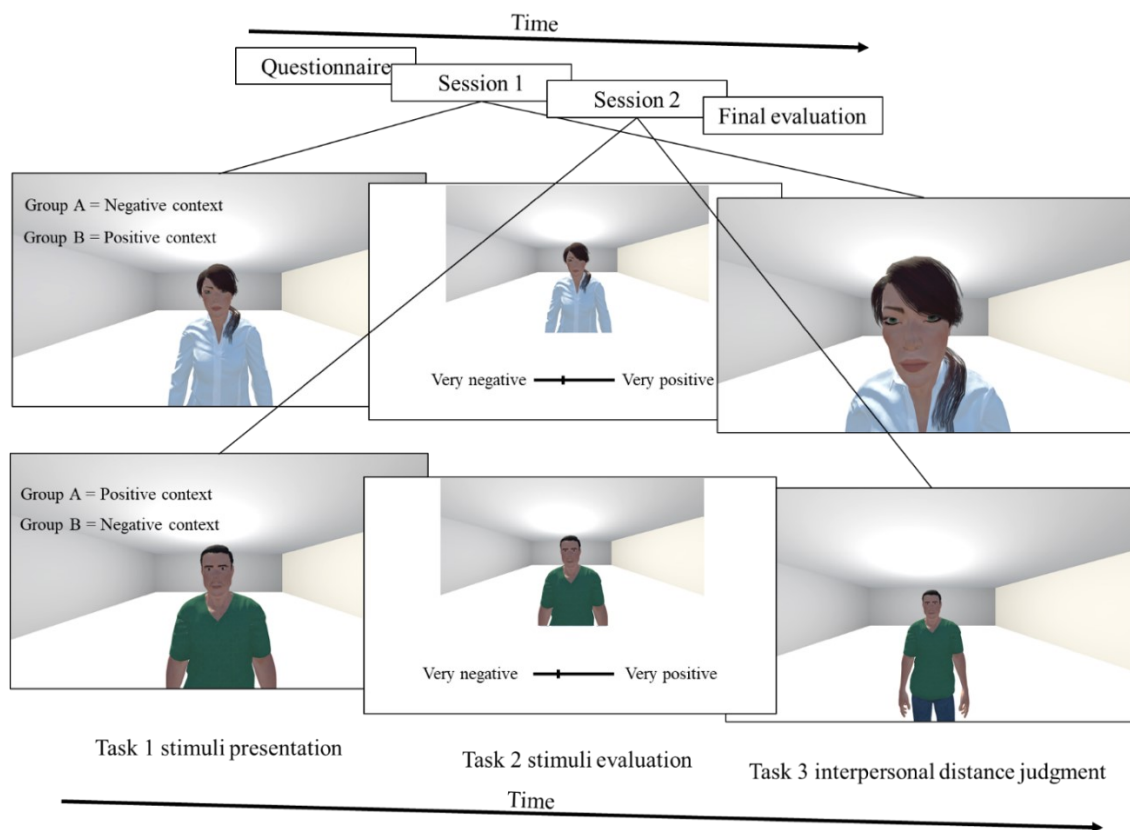 Time
Questionnaire
Session 1
Session 2
Final evaluation
Group A = Negative context
Group B = Positive context
Very negative
Very positive
Group A = Positive context
Group B = Negative context
Very negative
Very positive
Task 1 stimuli presentation
Task 2 stimuli evaluation
Task 3 interpersonal distance judgment
Time